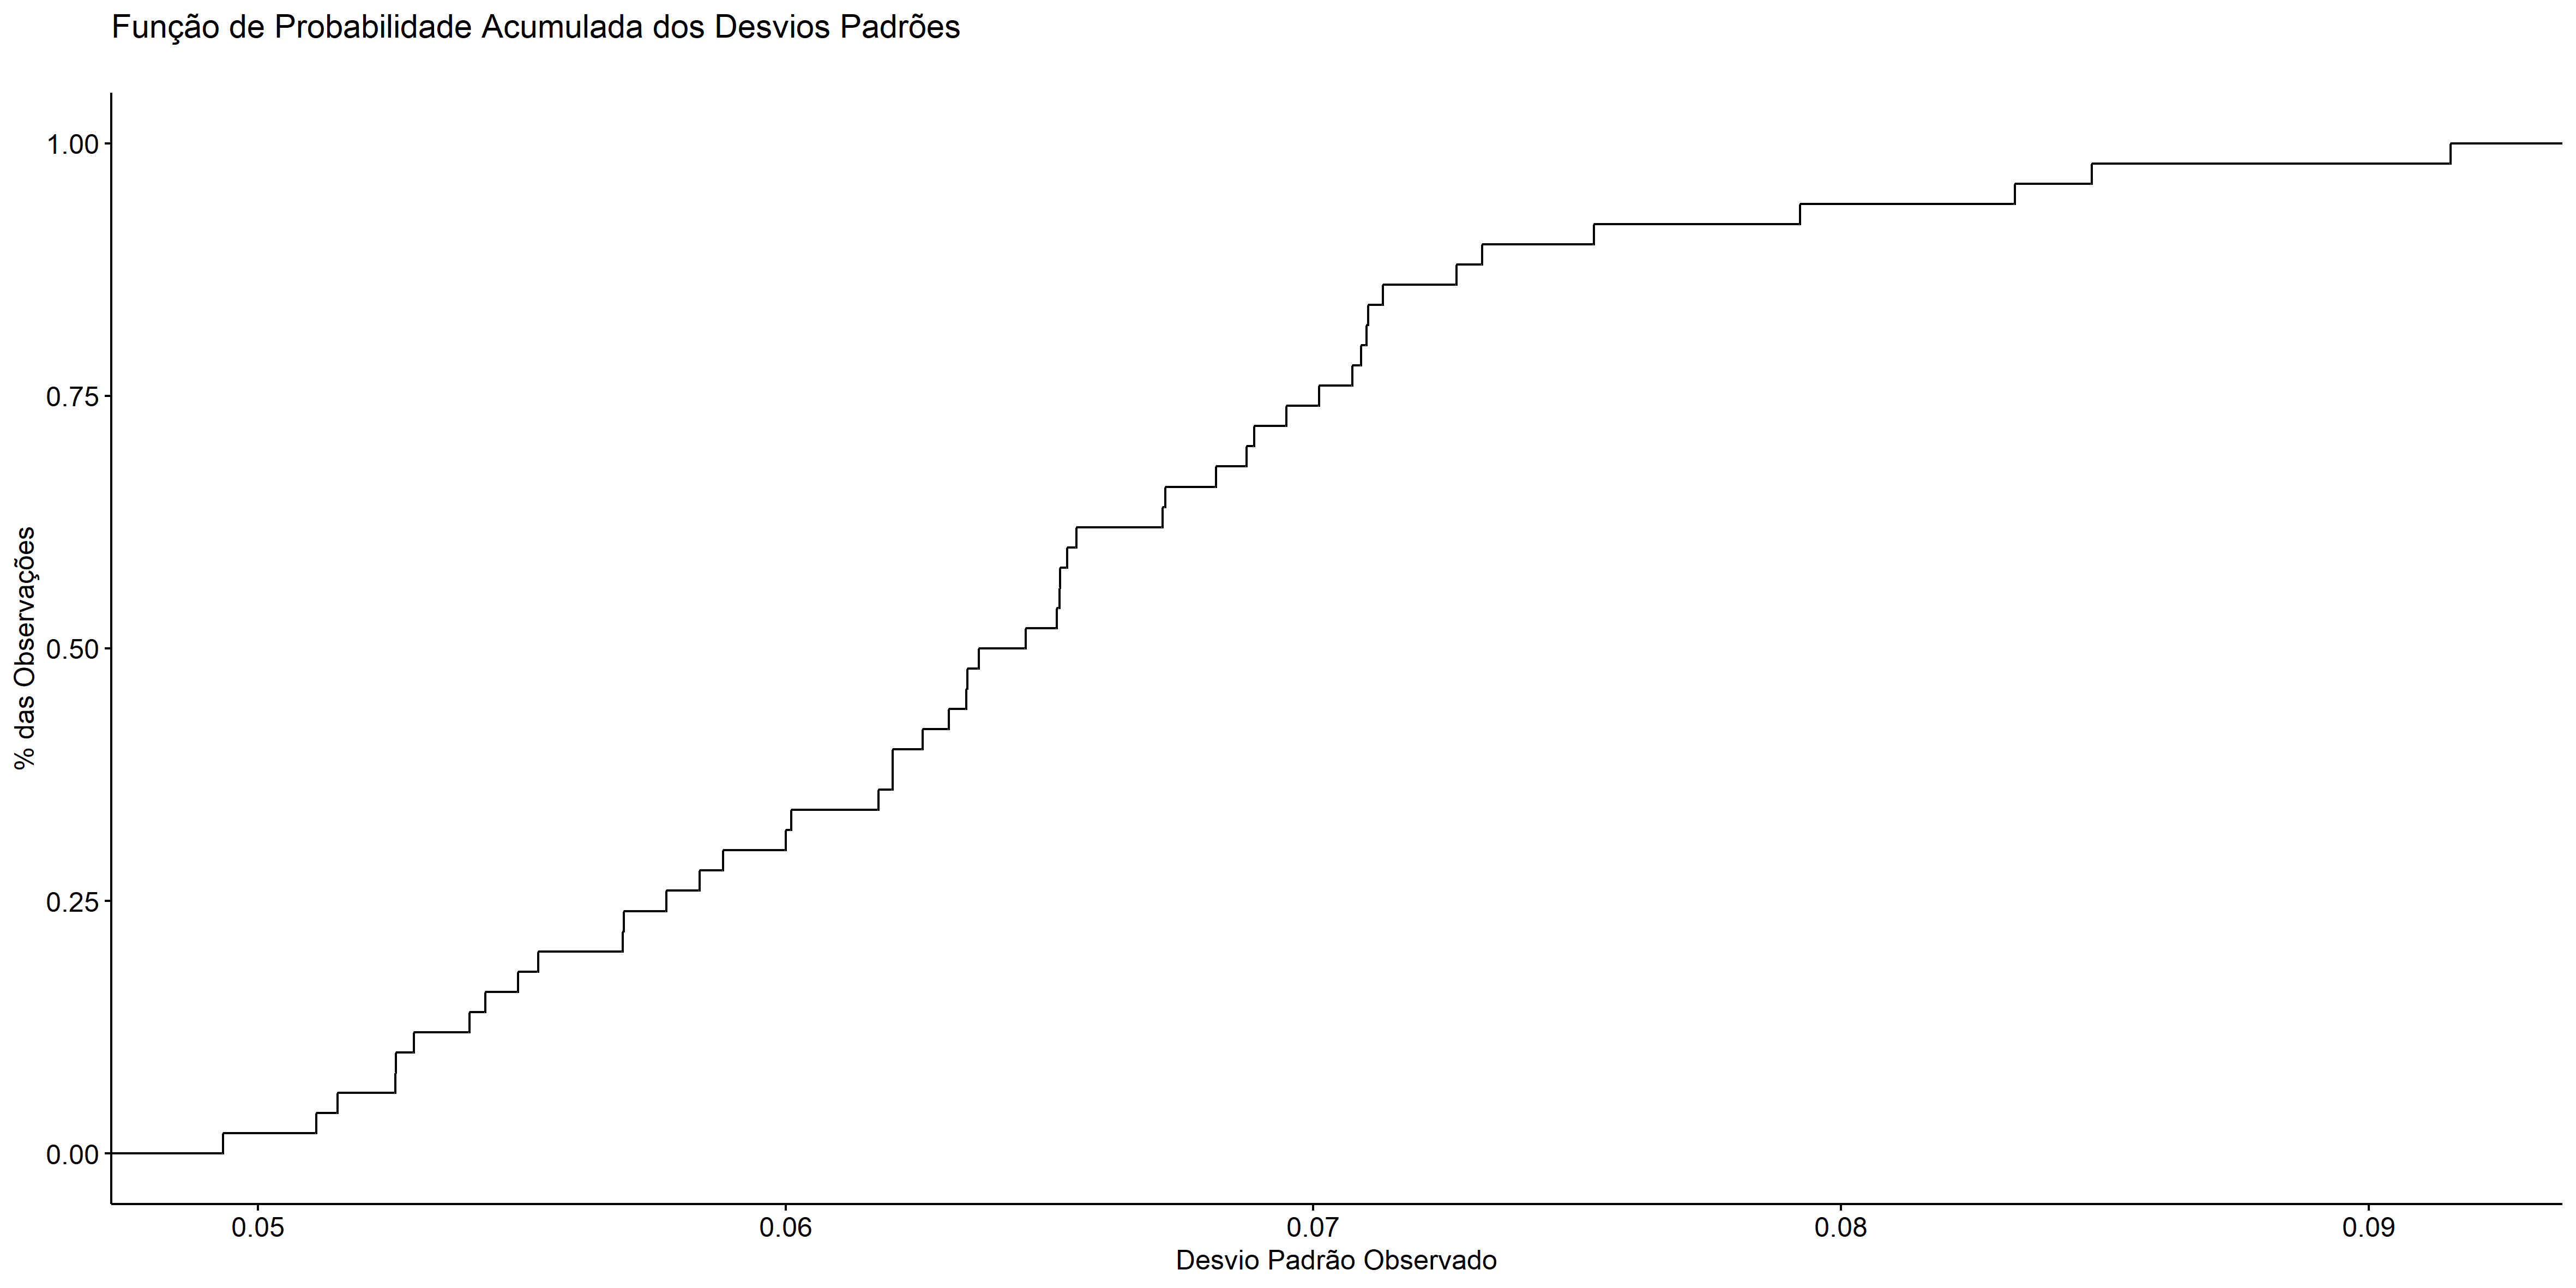 Função de Probabilidade Acumulada dos Desvios Padrões
1.00
0.75
0.50
0.25
0.00
% das Observações
0.05 0.06 0.07 0.08 0.09
Desvio Padrão Observado